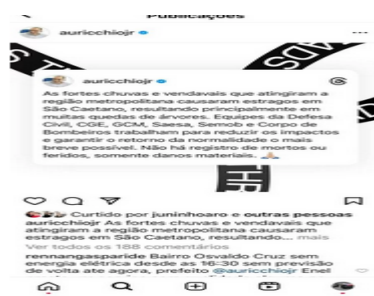 Publicações
auricchiojr
auricchiojr
As fortes chuvas e vendavais que atingiram a
região metropolitana causaram estragos em
São Caetano, resultando principalmente em
muitas quedas de árvores. Equipes da Defesa
Civil, CGE, GCM, Saesa, Semob e Corpo de
Bombeiros trabalham para reduzir os impactos
e garantir o retorno da normalidade o mais
breve possível. Não há registro de mortos ou
feridos, somente danos materiais. 🙏🏼
THE
Curtido por juninihoaro e outras pessoas
auricchiojr As fortes chuvas e vendavais que
atingiram a região metropolitana causaram
estragos em São Caetano, resultando... mais
Ver todos os 188 comentários
rennangasparide Bairro Osvaldo Cruz sem
energia elétrica desde as 16:30 sem previsão
de volta ate agora, prefeito @auricchiojr Enel